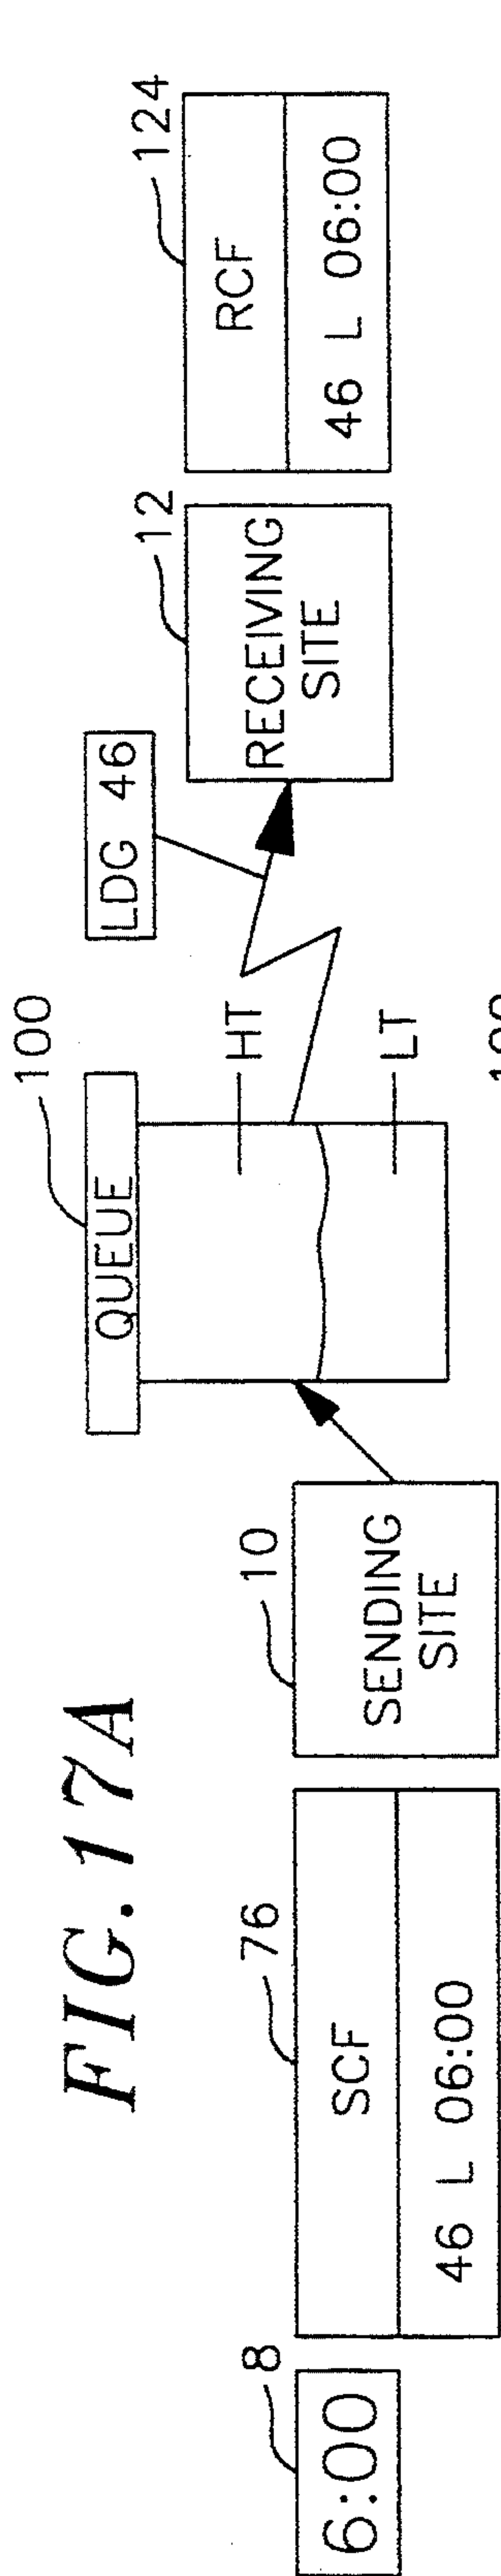 FIG. 17A
8
6:00
76
SCF
46 L 06:00
10
SENDING
SITE
100
QUEUE
HT
LT
LDG 46
12
RECEIVING
SITE
124
RCF
46 L 06:00